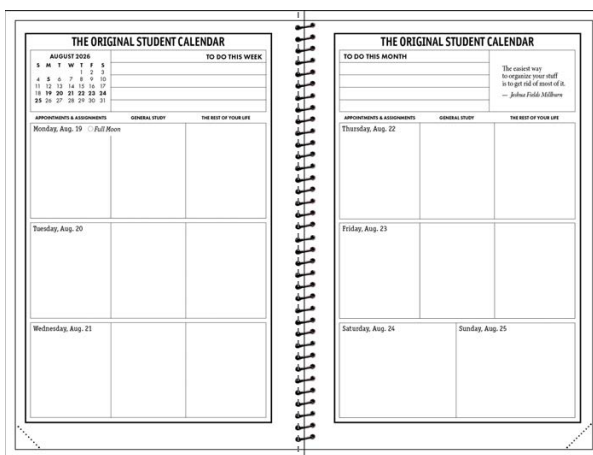 THE ORIGINAL STUDENT CALENDAR
AUGUST 2026
S M T W T F S
1 2 3
4 5 6 7 8 9 10
11 12 13 14 15 16 17
18 19 20 21 22 23 24
25 26 27 28 29 30 31
TO DO THIS WEEK
APPOINTMENTS & ASSIGNMENTS GENERAL STUDY THE REST OF YOUR LIFE
Monday, Aug. 19 Full Moon
Tuesday, Aug. 20
Wednesday, Aug. 21
THE ORIGINAL STUDENT CALENDAR
TO DO THIS MONTH
The easiest way
to organize your stuff
is to get rid of most of it.
— Joshua Fields Millburn
APPOINTMENTS & ASSIGNMENTS GENERAL STUDY THE REST OF YOUR LIFE
Thursday, Aug. 22
Friday, Aug. 23
Saturday, Aug. 24 Sunday, Aug. 25